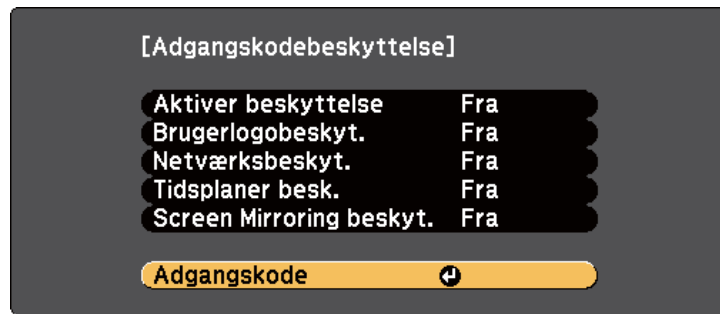 [Adgangskodebeskyttelse]
Aktiver beskyttelse Fra
Brugerlogobeskyt. Fra
Netværksbeskyt. Fra
Tidsplaner besk. Fra
Screen Mirroring beskyt. Fra
Adgangskode